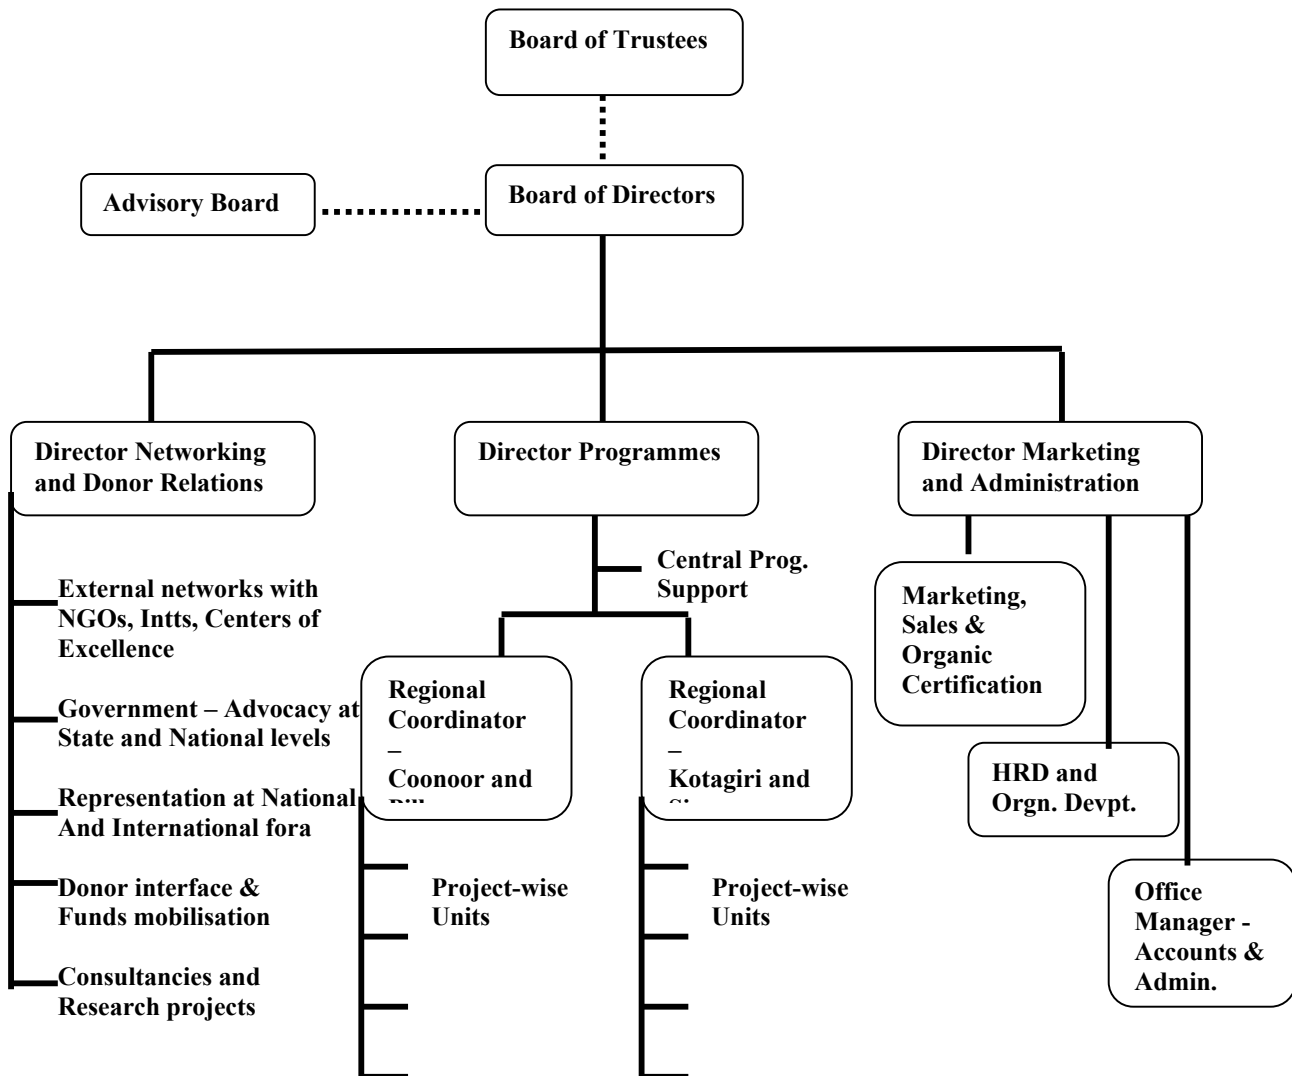 Board of Trustees
Advisory Board
Board of Directors
Director Networking
and Donor Relations
Director Programmes
Director Marketing
and Administration
External networks with
NGOs, Intts, Centers of
Excellence
Government – Advocacy at
State and National levels
Representation at National
And International fora
Donor interface &
Funds mobilisation
Consultancies and
Research projects
Central Prog.
Support
Regional
Coordinator
–
Coonoor and
Regional
Coordinator
–
Kotagiri and
Project-wise
Units
Project-wise
Units
Marketing,
Sales &
Organic
Certification
HRD and
Orgn. Devpt.
Office
Manager -
Accounts &
Admin.